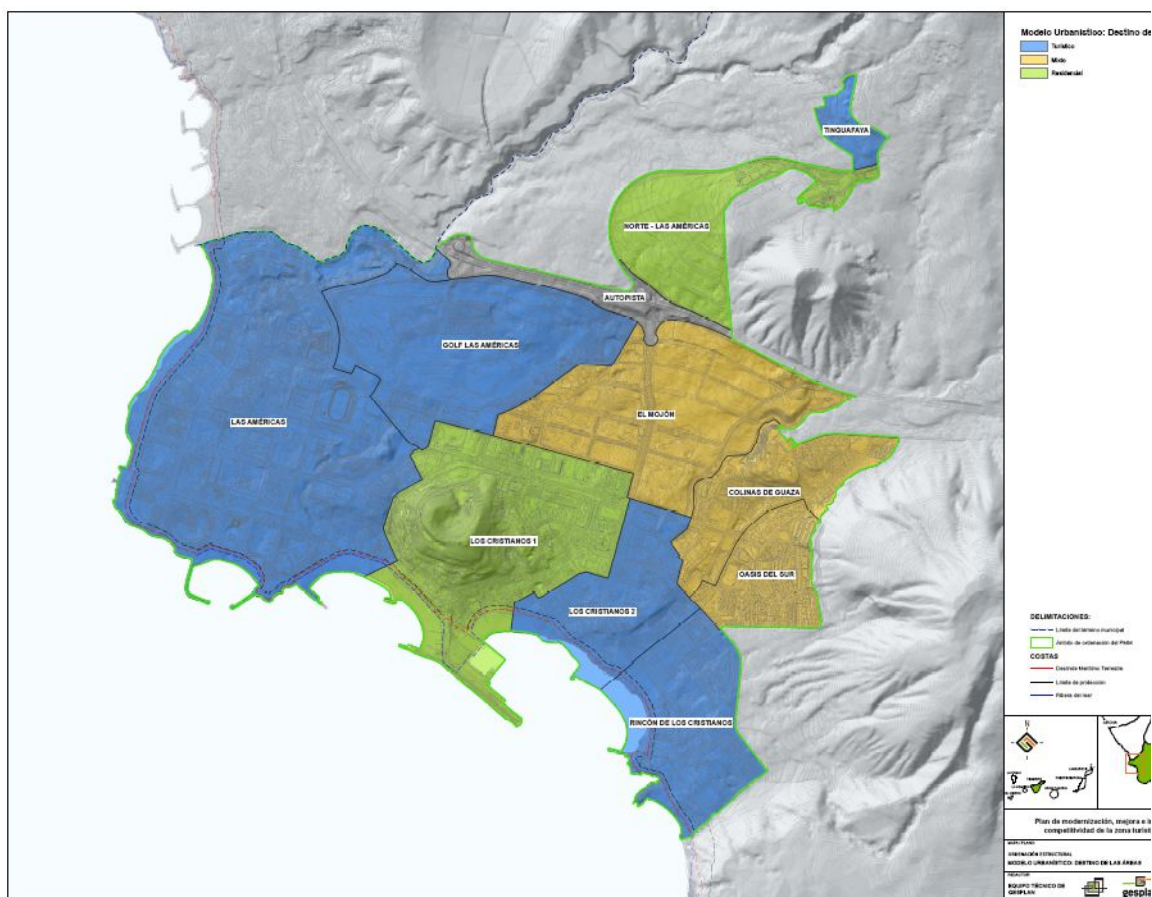 Modelo Urbanístico: Destino de
Turístico
Mixto
Residencial
TINGUAFAYA
NORTE - LAS AMÉRICAS
AUTOPISTA
GOLF LAS AMÉRICAS
LAS AMÉRICAS
EL MOJÓN
COLINAS DE GUAZA
LOS CRISTIANOS 1
OASIS DEL SUR
LOS CRISTIANOS 2
RINCÓN DE LOS CRISTIANOS
DELIMITACIONES:
Límite del término municipal
Ámbito de ordenación del PMM
COSTAS
Deslinde Marítimo Terrestre
Límite de protección
Ribera del mar
N
Plan de modernización, mejora e in
competitividad de la zona turíst
ORDENACIÓN ESTRUCTURAL
MODELO URBANÍSTICO: DESTINO DE LAS ÁREAS
EQUIPO TÉCNICO DE
GESPLAN
gespla